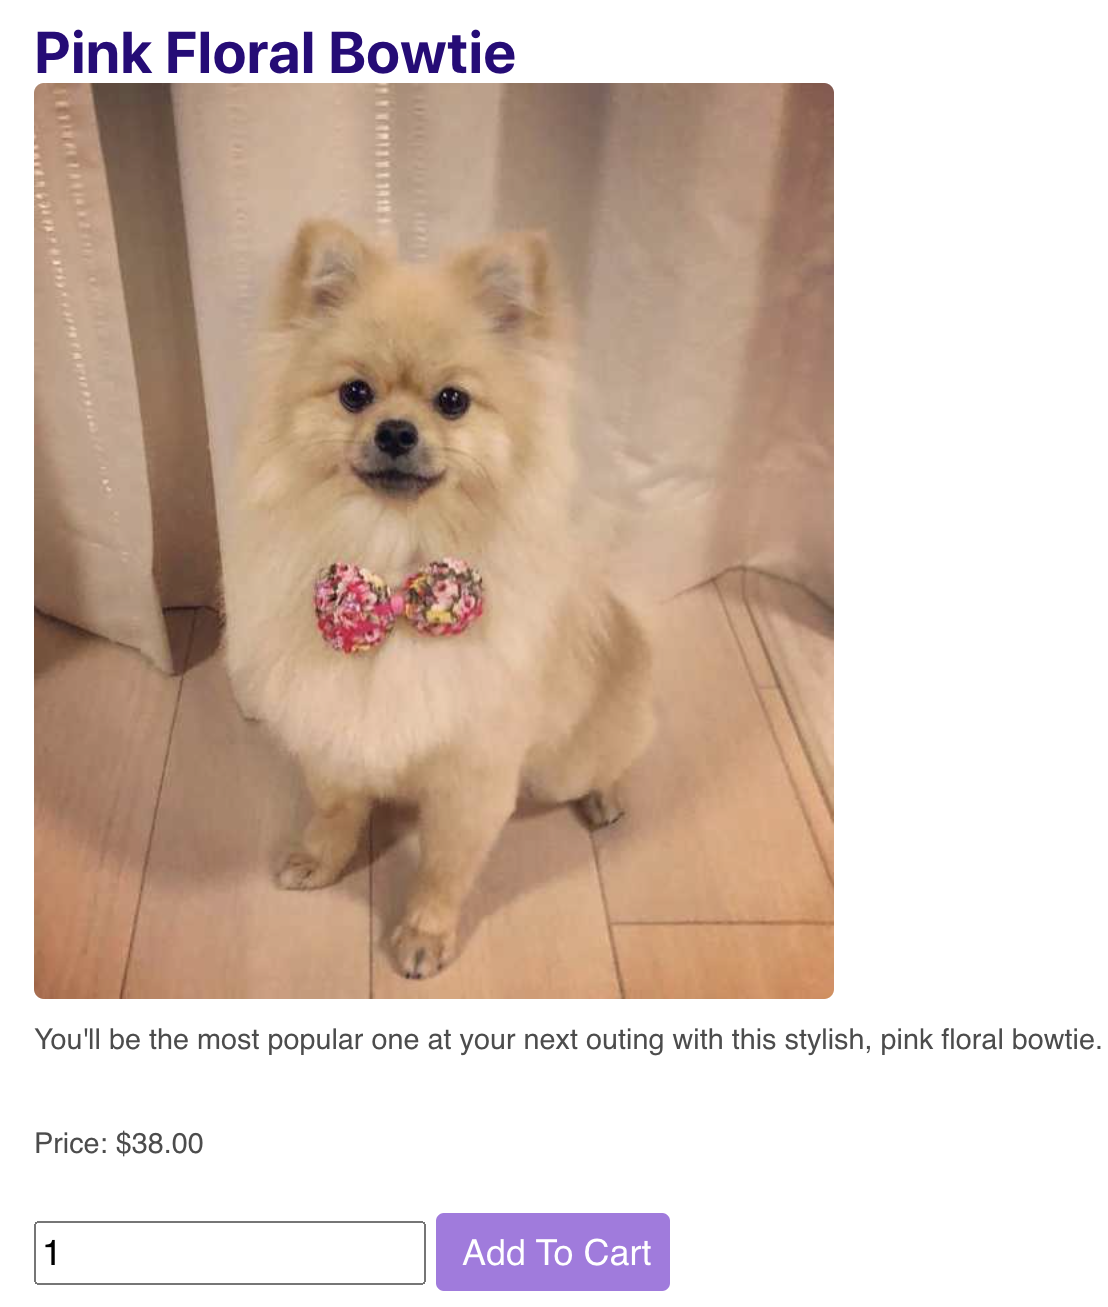 Pink Floral Bowtie
You'll be the most popular one at your next outing with this stylish, pink floral bowtie.
Price: $38.00
1
Add To Cart